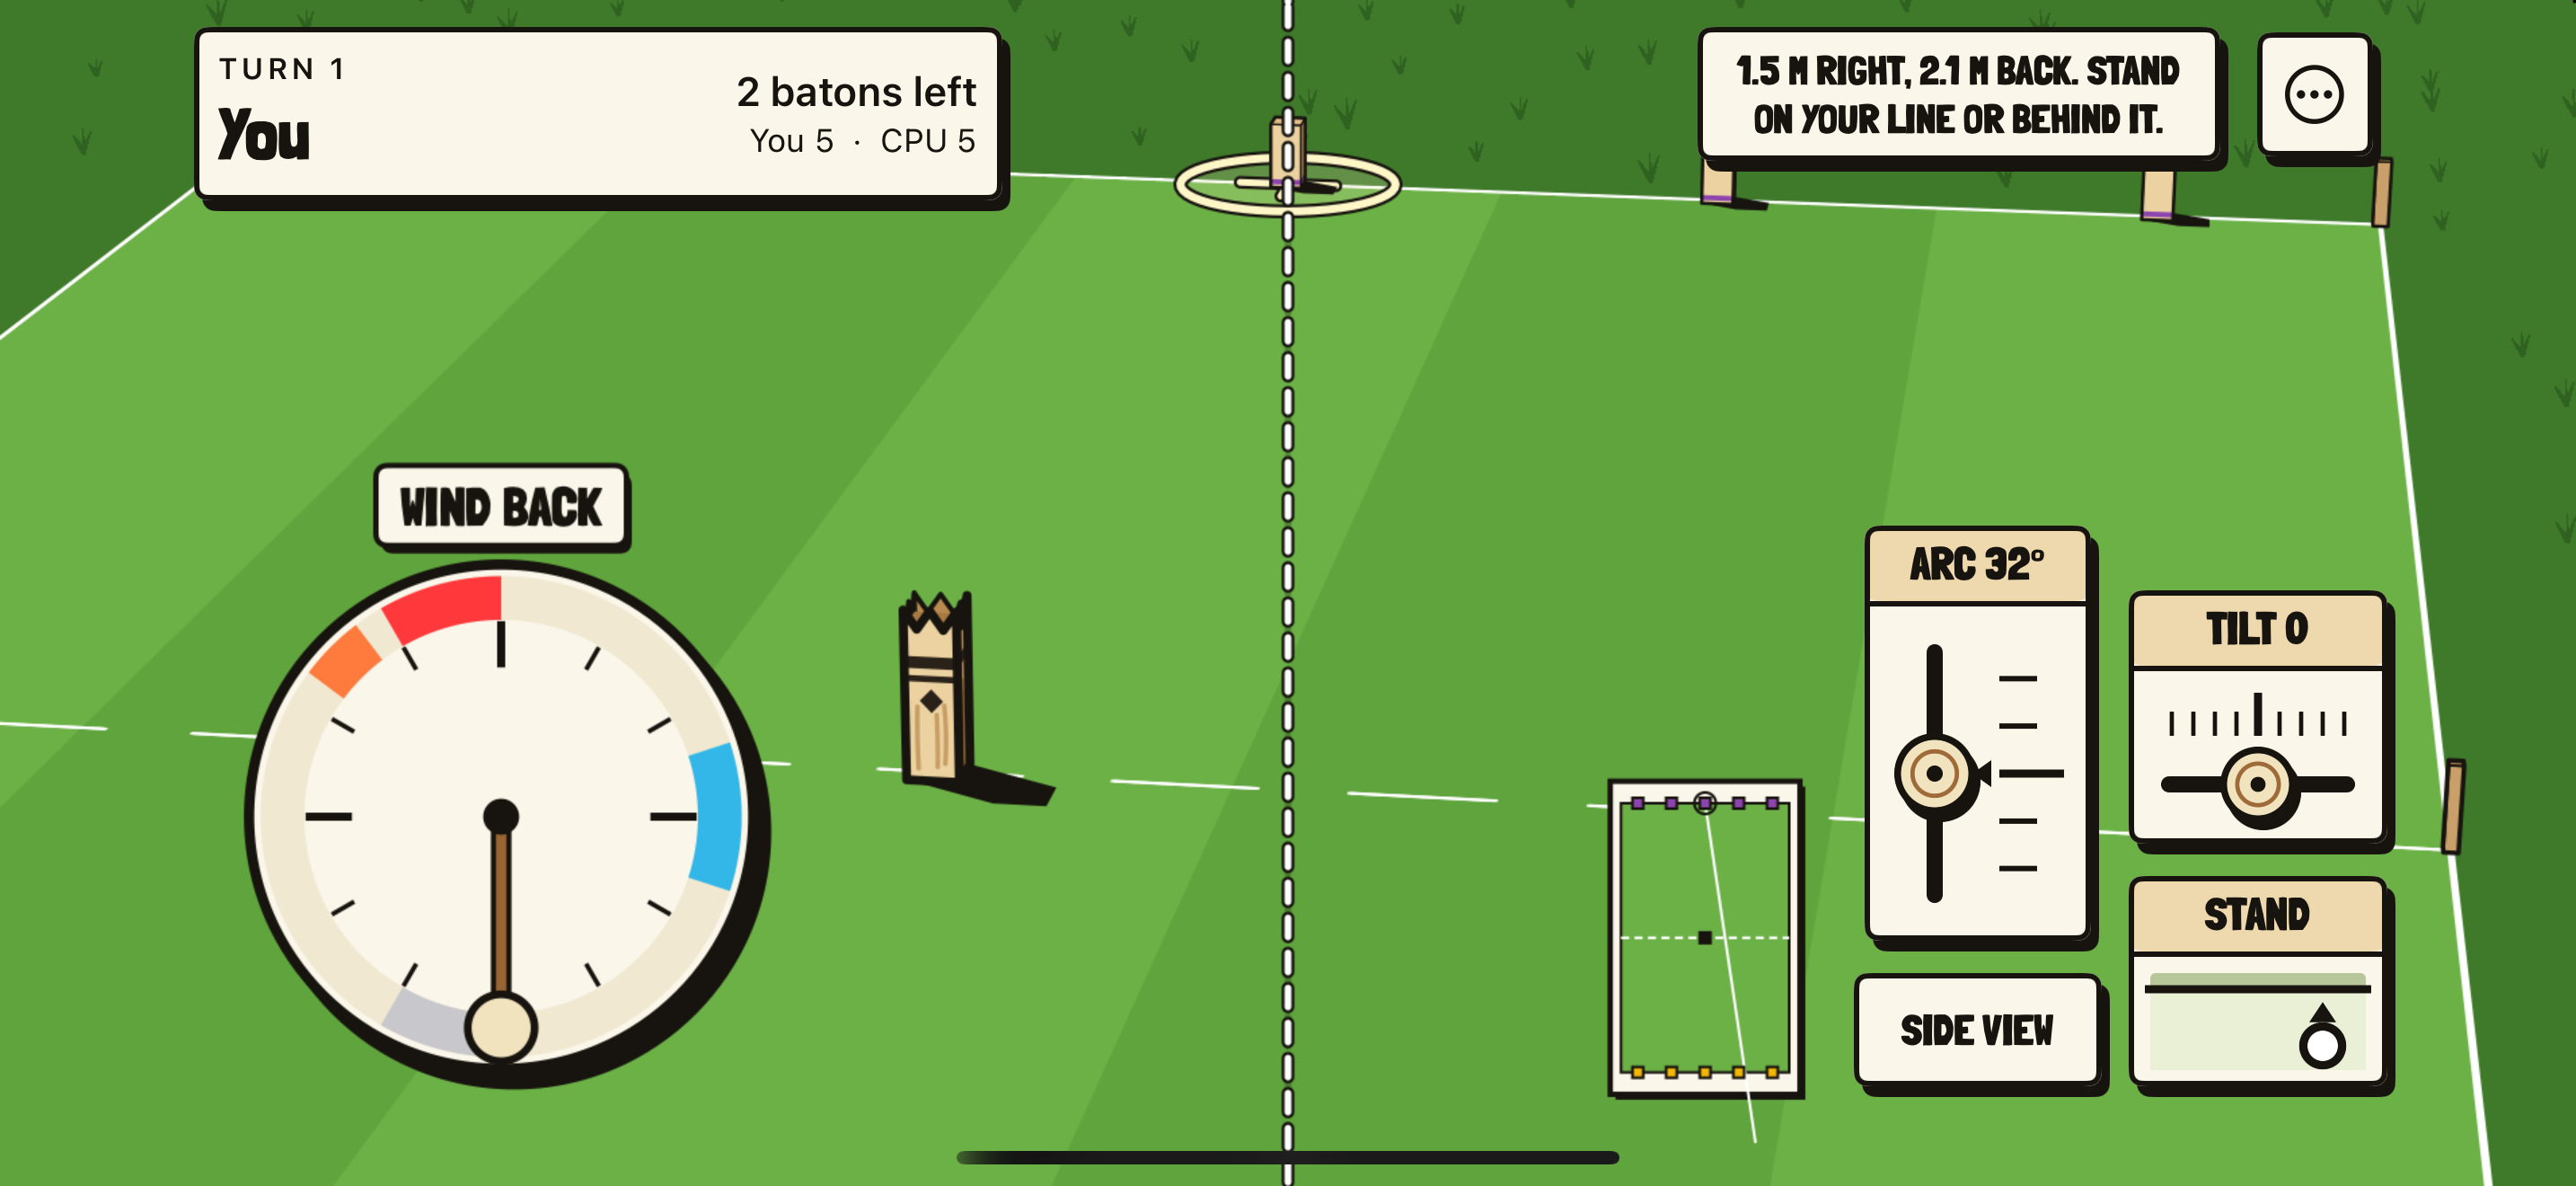 TURN 1
You
2 batons left
You 5 · CPU 5
1.5 M RIGHT, 2.1 M BACK. STAND
ON YOUR LINE OR BEHIND IT.
WIND BACK
ARC 32°
TILT 0
STAND
SIDE VIEW